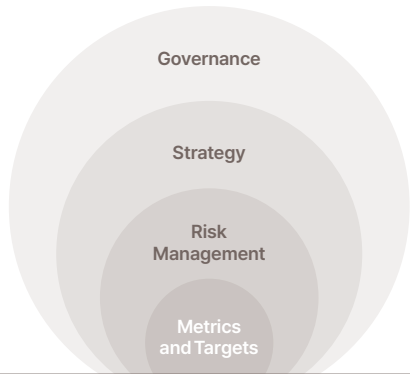 Governance
Strategy
Risk
Management
Metrics
and Targets